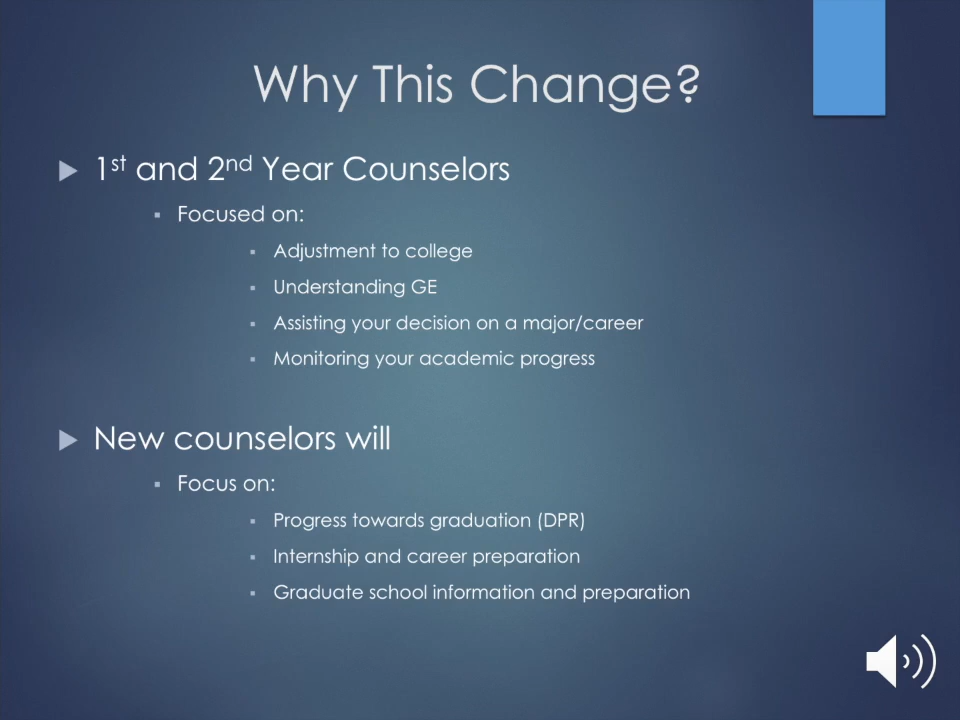 Why This Change?
1st and 2nd Year Counselors
Focused on:
Adjustment to college
Understanding GE
Assisting your decision on a major/career
Monitoring your academic progress
New counselors will
Focus on:
Progress towards graduation (DPR)
Internship and career preparation
Graduate school information and preparation